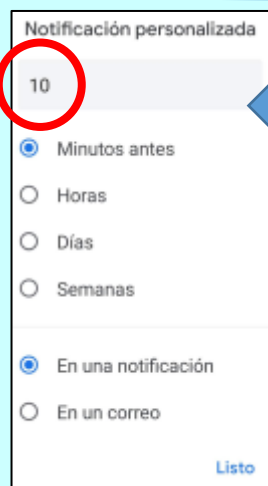 Notificación personalizada
10
Minutos antes
Horas
Días
Semanas
En una notificación
En un correo
Listo